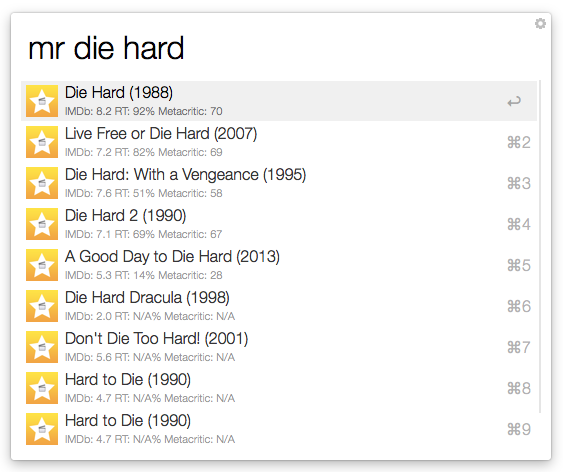 mr die hard
Die Hard (1988)
↩
IMDb: 8.2 RT: 92% Metacritic: 70
Live Free or Die Hard (2007)
⌘2
IMDb: 7.2 RT: 82% Metacritic: 69
Die Hard: With a Vengeance (1995)
⌘3
IMDb: 7.6 RT: 51% Metacritic: 58
Die Hard 2 (1990)
⌘4
IMDb: 7.1 RT: 69% Metacritic: 67
A Good Day to Die Hard (2013)
⌘5
IMDb: 5.3 RT: 14% Metacritic: 28
Die Hard Dracula (1998)
⌘6
IMDb: 2.0 RT: N/A% Metacritic: N/A
Don't Die Too Hard! (2001)
⌘7
IMDb: 5.6 RT: N/A% Metacritic: N/A
Hard to Die (1990)
⌘8
IMDb: 4.7 RT: N/A% Metacritic: N/A
Hard to Die (1990)
⌘9
IMDb: 4.7 RT: N/A% Metacritic: N/A